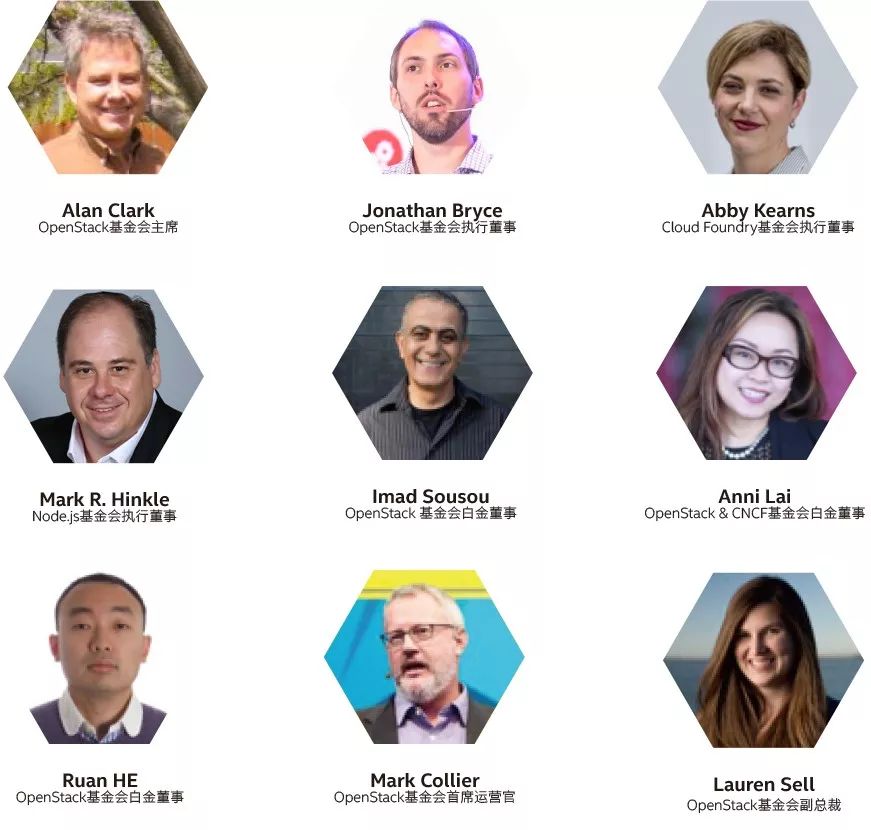 Alan Clark
OpenStack基金会主席
Jonathan Bryce
OpenStack基金会执行董事
Abby Kearns
Cloud Foundry基金会执行董事
Mark R. Hinkle
Node.js基金会执行董事
Imad Sousou
OpenStack 基金会白金董事
Anni Lai
OpenStack & CNCF基金会白金董事
Ruan HE
OpenStack基金会白金董事
Mark Collier
OpenStack基金会首席运营官
Lauren Sell
OpenStack基金会副总裁